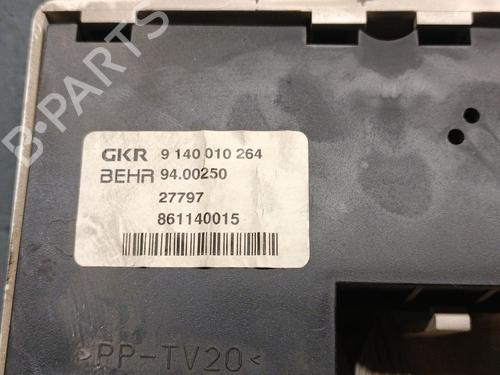 B-PARTS
GKR 9 140 010 264
BEHR 94.00250
27797
861140015
>PP-TV20<